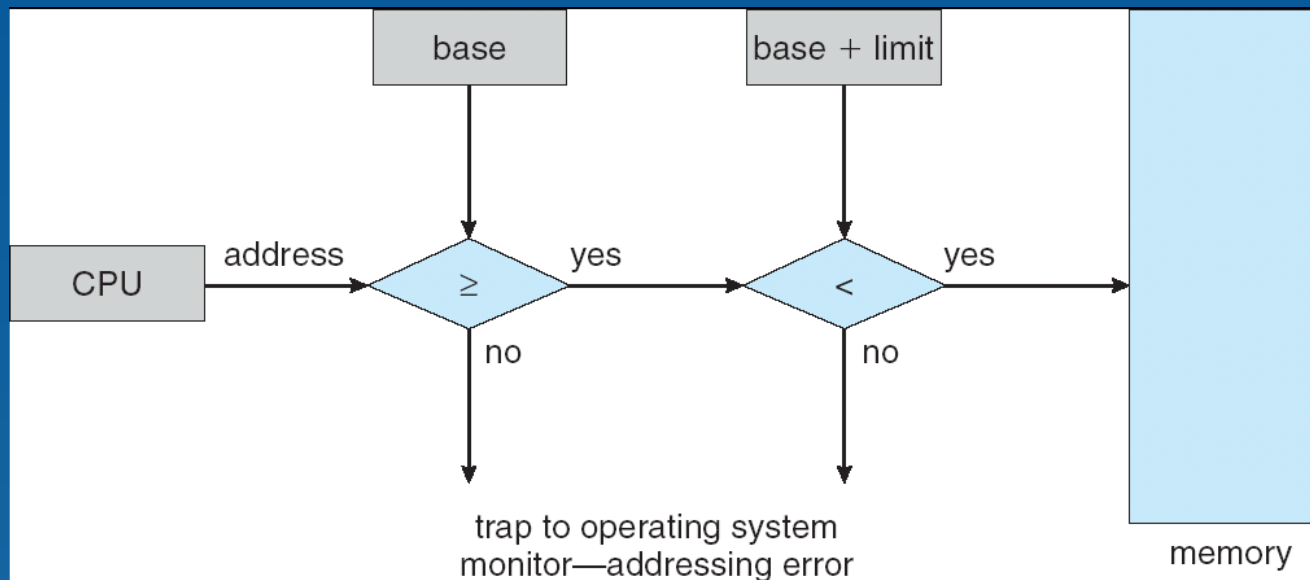 base
base + limit
CPU
address
≥
yes
<
yes
no
no
trap to operating system
monitor—addressing error
memory